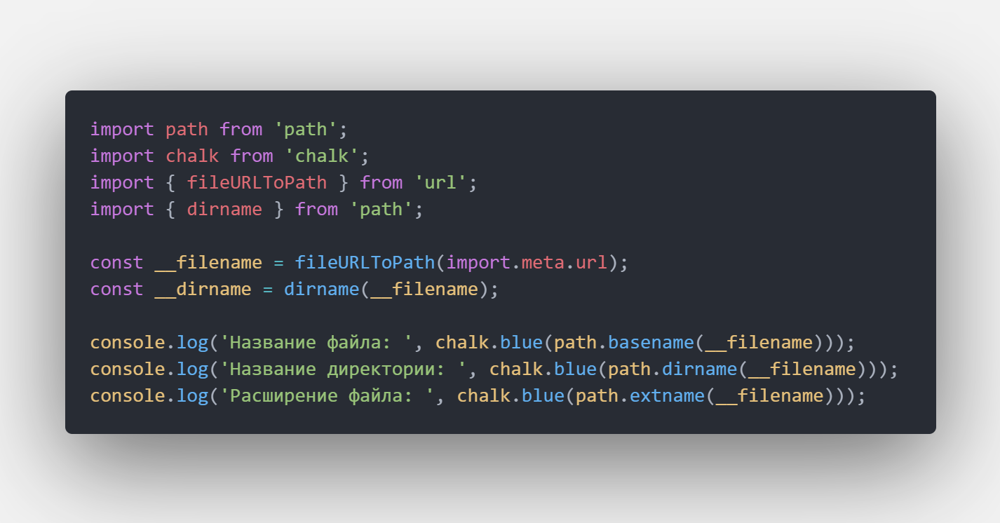 import path from 'path';
import chalk from 'chalk';
import { fileURLToPath } from 'url';
import { dirname } from 'path';
const __filename = fileURLToPath(import.meta.url);
const __dirname = dirname(__filename);
console.log('Название файла: ', chalk.blue(path.basename(__filename)));
console.log('Название директории: ', chalk.blue(path.dirname(__filename)));
console.log('Расширение файла: ', chalk.blue(path.extname(__filename)));